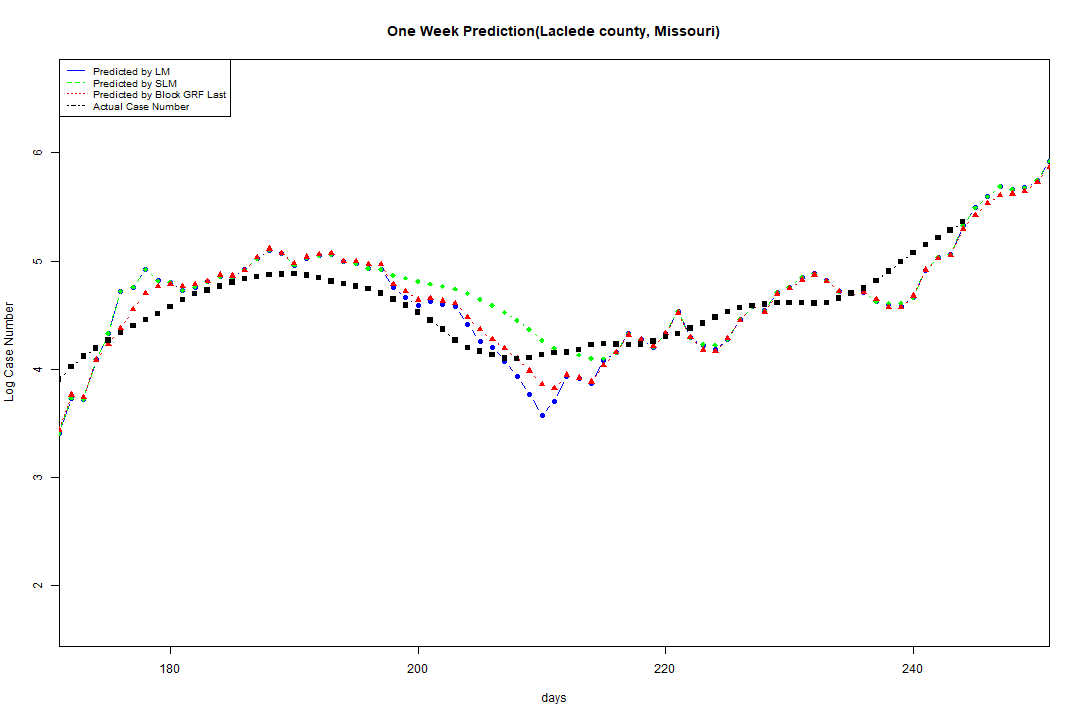 One Week Prediction(Laclede county, Missouri)
Predicted by LM
Predicted by SLM
Predicted by Block GRF Last
Actual Case Number
6
5
4
3
2
Log Case Number
180 200 220 240
days